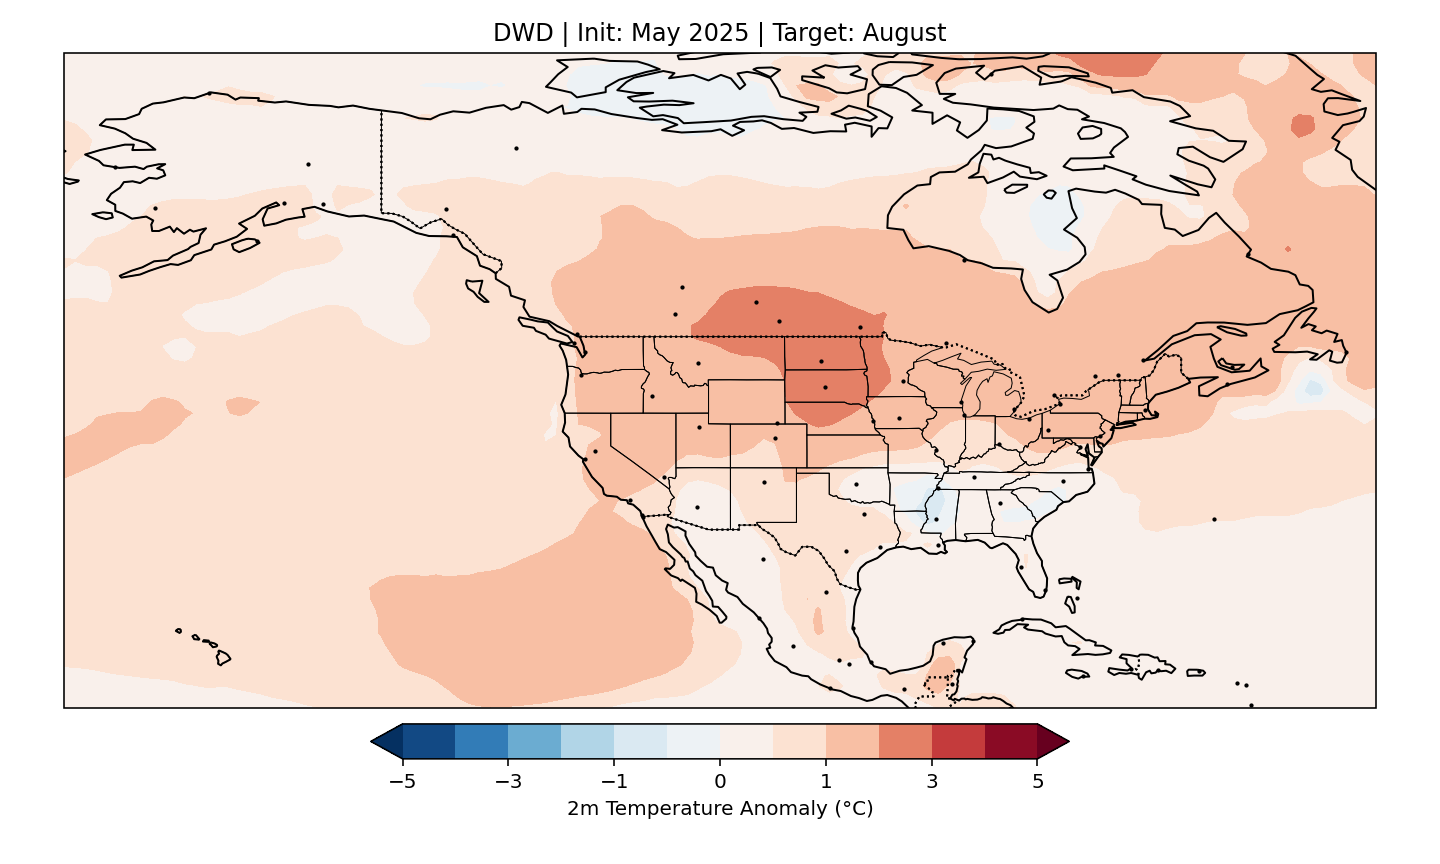 DWD | Init: May 2025 | Target: August
−5 −3 −1 0 1 3 5
2m Temperature Anomaly (°C)